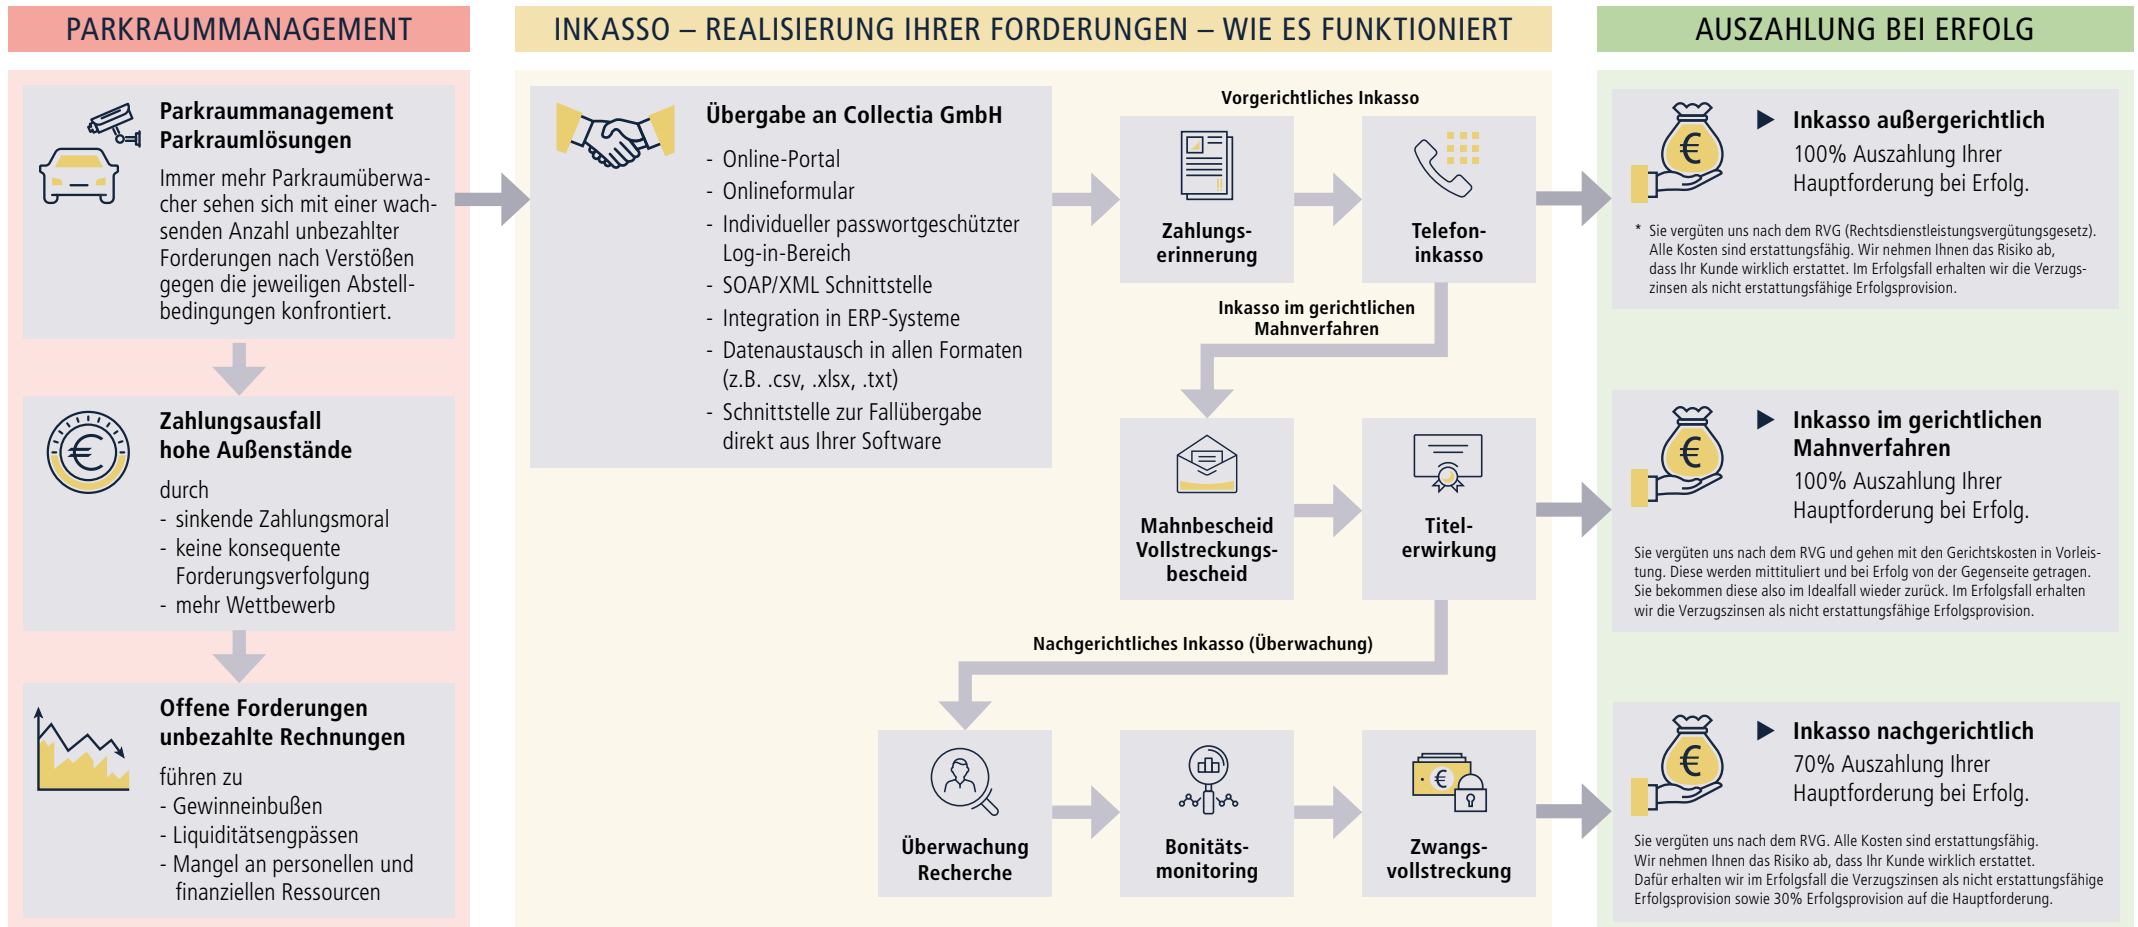 PARKRAUMMANAGEMENT
Parkraummanagement
Parkraumlösungen
Immer mehr Parkraumüberwa-
cher sehen sich mit einer wach-
senden Anzahl unbezahlter
Forderungen nach Verstößen
gegen die jeweiligen Abstell-
bedingungen konfrontiert.
Zahlungsausfall
hohe Außenstände
durch
- sinkende Zahlungsmoral
- keine konsequente
Forderungsverfolgung
- mehr Wettbewerb
Offene Forderungen
unbezahlte Rechnungen
führen zu
- Gewinneinbußen
- Liquiditätsengpässen
- Mangel an personellen und
finanziellen Ressourcen
INKASSO – REALISIERUNG IHRER FORDERUNGEN – WIE ES FUNKTIONIERT
Übergabe an Collectia GmbH
- Online-Portal
- Onlineformular
- Individueller passwortgeschützter
Log-in-Bereich
- SOAP/XML Schnittstelle
- Integration in ERP-Systeme
- Datenaustausch in allen Formaten
(z.B. .csv, .xlsx, .txt)
- Schnittstelle zur Fallübergabe
direkt aus Ihrer Software
Vorgerichtliches Inkasso
Zahlungs-
erinnerung
Telefon-
inkasso
Inkasso im gerichtlichen
Mahnverfahren
Mahnbescheid
Vollstreckungs-
bescheid
Titel-
erwirkung
Nachgerichtliches Inkasso (Überwachung)
Überwachung
Recherche
Bonitäts-
monitoring
Zwangs-
vollstreckung
AUSZAHLUNG BEI ERFOLG
Inkasso außergerichtlich
100% Auszahlung Ihrer
Hauptforderung bei Erfolg.
* Sie vergüten uns nach dem RVG (Rechtsdienstleistungsvergütungsgesetz).
Alle Kosten sind erstattungsfähig. Wir nehmen Ihnen das Risiko ab,
dass Ihr Kunde wirklich erstattet. Im Erfolgsfall erhalten wir die Verzugs-
zinsen als nicht erstattungsfähige Erfolgsprovision.
Inkasso im gerichtlichen
Mahnverfahren
100% Auszahlung Ihrer
Hauptforderung bei Erfolg.
Sie vergüten uns nach dem RVG und gehen mit den Gerichtskosten in Vorleis-
tung. Diese werden mittituliert und bei Erfolg von der Gegenseite getragen.
Sie bekommen diese also im Idealfall wieder zurück. Im Erfolgsfall erhalten
wir die Verzugszinsen als nicht erstattungsfähige Erfolgsprovision.
Inkasso nachgerichtlich
70% Auszahlung Ihrer
Hauptforderung bei Erfolg.
Sie vergüten uns nach dem RVG. Alle Kosten sind erstattungsfähig.
Wir nehmen Ihnen das Risiko ab, dass Ihr Kunde wirklich erstattet.
Dafür erhalten wir im Erfolgsfall die Verzugszinsen als nicht erstattungsfähige
Erfolgsprovision sowie 30% Erfolgsprovision auf die Hauptforderung.